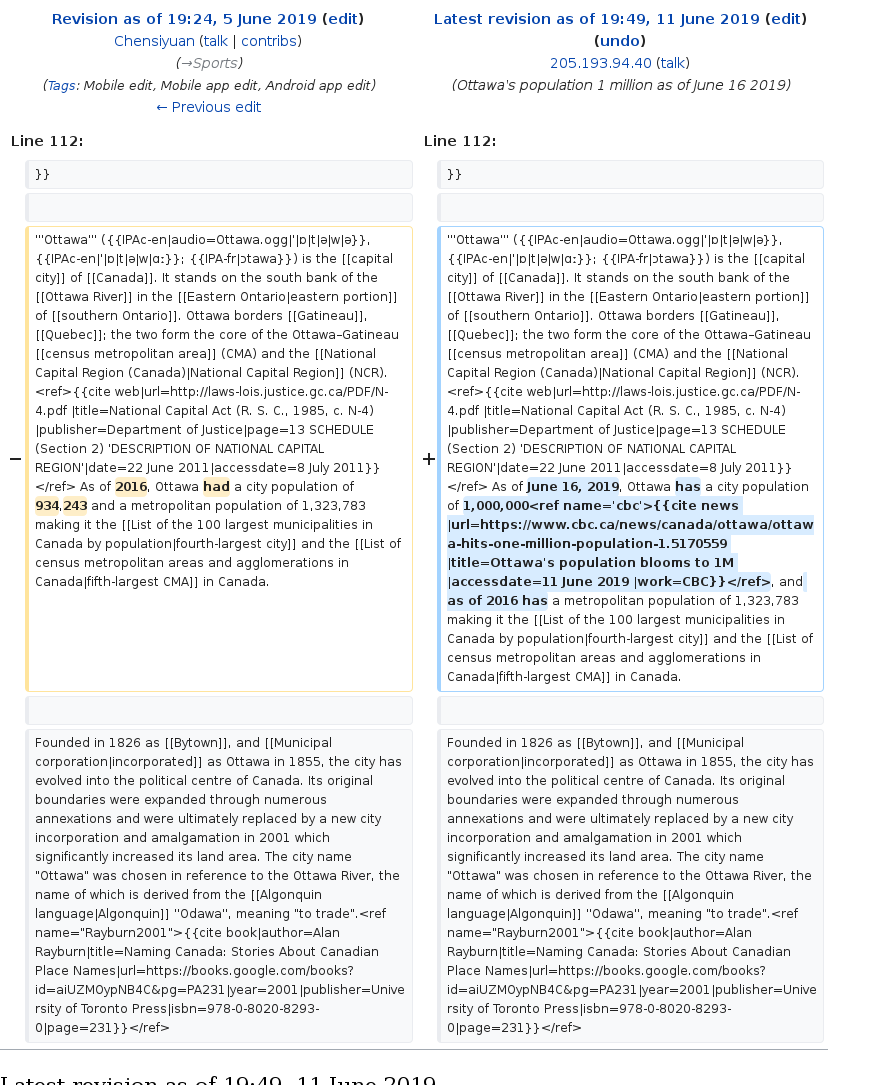 Revision as of 19:24, 5 June 2019 (edit)
Chensiyuan (talk | contribs)
(→Sports)
(Tags: Mobile edit, Mobile app edit, Android app edit)
← Previous edit
Latest revision as of 19:49, 11 June 2019 (edit)
(undo)
205.193.94.40 (talk)
(Ottawa's population 1 million as of June 16 2019)
Line 112:
Line 112:
}}
}}
−
'''Ottawa''' ({{IPAc-en|audio=Ottawa.ogg|'|ɒ|t|ə|w|ə}},
{{IPAc-en|'|ɒ|t|ə|w|ɑː}}; {{IPA-fr|ɔtawa}}) is the [[capital
city]] of [[Canada]]. It stands on the south bank of the
[[Ottawa River]] in the [[Eastern Ontario|eastern portion]]
of [[southern Ontario]]. Ottawa borders [[Gatineau]],
[[Quebec]]; the two form the core of the Ottawa–Gatineau
[[census metropolitan area]] (CMA) and the [[National
Capital Region (Canada)|National Capital Region]] (NCR).
<ref>{{cite web|url=http://laws-lois.justice.gc.ca/PDF/N-
4.pdf |title=National Capital Act (R. S. C., 1985, c. N-4)
|publisher=Department of Justice|page=13 SCHEDULE
(Section 2) 'DESCRIPTION OF NATIONAL CAPITAL
REGION'|date=22 June 2011|accessdate=8 July 2011}}
</ref> As of 2016, Ottawa had a city population of
934,243 and a metropolitan population of 1,323,783
making it the [[List of the 100 largest municipalities in
Canada by population|fourth-largest city]] and the [[List of
census metropolitan areas and agglomerations in
Canada|fifth-largest CMA]] in Canada.
+
'''Ottawa''' ({{IPAc-en|audio=Ottawa.ogg|'|ɒ|t|ə|w|ə}},
{{IPAc-en|'|ɒ|t|ə|w|ɑː}}; {{IPA-fr|ɔtawa}}) is the [[capital
city]] of [[Canada]]. It stands on the south bank of the
[[Ottawa River]] in the [[Eastern Ontario|eastern portion]]
of [[southern Ontario]]. Ottawa borders [[Gatineau]],
[[Quebec]]; the two form the core of the Ottawa–Gatineau
[[census metropolitan area]] (CMA) and the [[National
Capital Region (Canada)|National Capital Region]] (NCR).
<ref>{{cite web|url=http://laws-lois.justice.gc.ca/PDF/N-
4.pdf |title=National Capital Act (R. S. C., 1985, c. N-4)
|publisher=Department of Justice|page=13 SCHEDULE
(Section 2) 'DESCRIPTION OF NATIONAL CAPITAL
REGION'|date=22 June 2011|accessdate=8 July 2011}}
</ref> As of June 16, 2019, Ottawa has a city population
of 1,000,000<ref name='cbc'>{{cite news
|url=https://www.cbc.ca/news/canada/ottawa/ottaw
a-hits-one-million-population-1.5170559
|title=Ottawa's population blooms to 1M
|accessdate=11 June 2019 |work=CBC}}</ref>, and
as of 2016 has a metropolitan population of 1,323,783
making it the [[List of the 100 largest municipalities in
Canada by population|fourth-largest city]] and the [[List of
census metropolitan areas and agglomerations in
Canada|fifth-largest CMA]] in Canada.
Founded in 1826 as [[Bytown]], and [[Municipal
corporation|incorporated]] as Ottawa in 1855, the city has
evolved into the political centre of Canada. Its original
boundaries were expanded through numerous
annexations and were ultimately replaced by a new city
incorporation and amalgamation in 2001 which
significantly increased its land area. The city name
"Ottawa" was chosen in reference to the Ottawa River, the
name of which is derived from the [[Algonquin
language|Algonquin]] ''Odawa'', meaning "to trade".<ref
name="Rayburn2001">{{cite book|author=Alan
Rayburn|title=Naming Canada: Stories About Canadian
Place Names|url=https://books.google.com/books?
id=aiUZMOypNB4C&pg=PA231|year=2001|publisher=Unive
rsity of Toronto Press|isbn=978-0-8020-8293-
0|page=231}}</ref>
Founded in 1826 as [[Bytown]], and [[Municipal
corporation|incorporated]] as Ottawa in 1855, the city has
evolved into the political centre of Canada. Its original
boundaries were expanded through numerous
annexations and were ultimately replaced by a new city
incorporation and amalgamation in 2001 which
significantly increased its land area. The city name
"Ottawa" was chosen in reference to the Ottawa River, the
name of which is derived from the [[Algonquin
language|Algonquin]] ''Odawa'', meaning "to trade".<ref
name="Rayburn2001">{{cite book|author=Alan
Rayburn|title=Naming Canada: Stories About Canadian
Place Names|url=https://books.google.com/books?
id=aiUZMOypNB4C&pg=PA231|year=2001|publisher=Unive
rsity of Toronto Press|isbn=978-0-8020-8293-
0|page=231}}</ref>
Latest revision as of 19:49, 11 June 2019